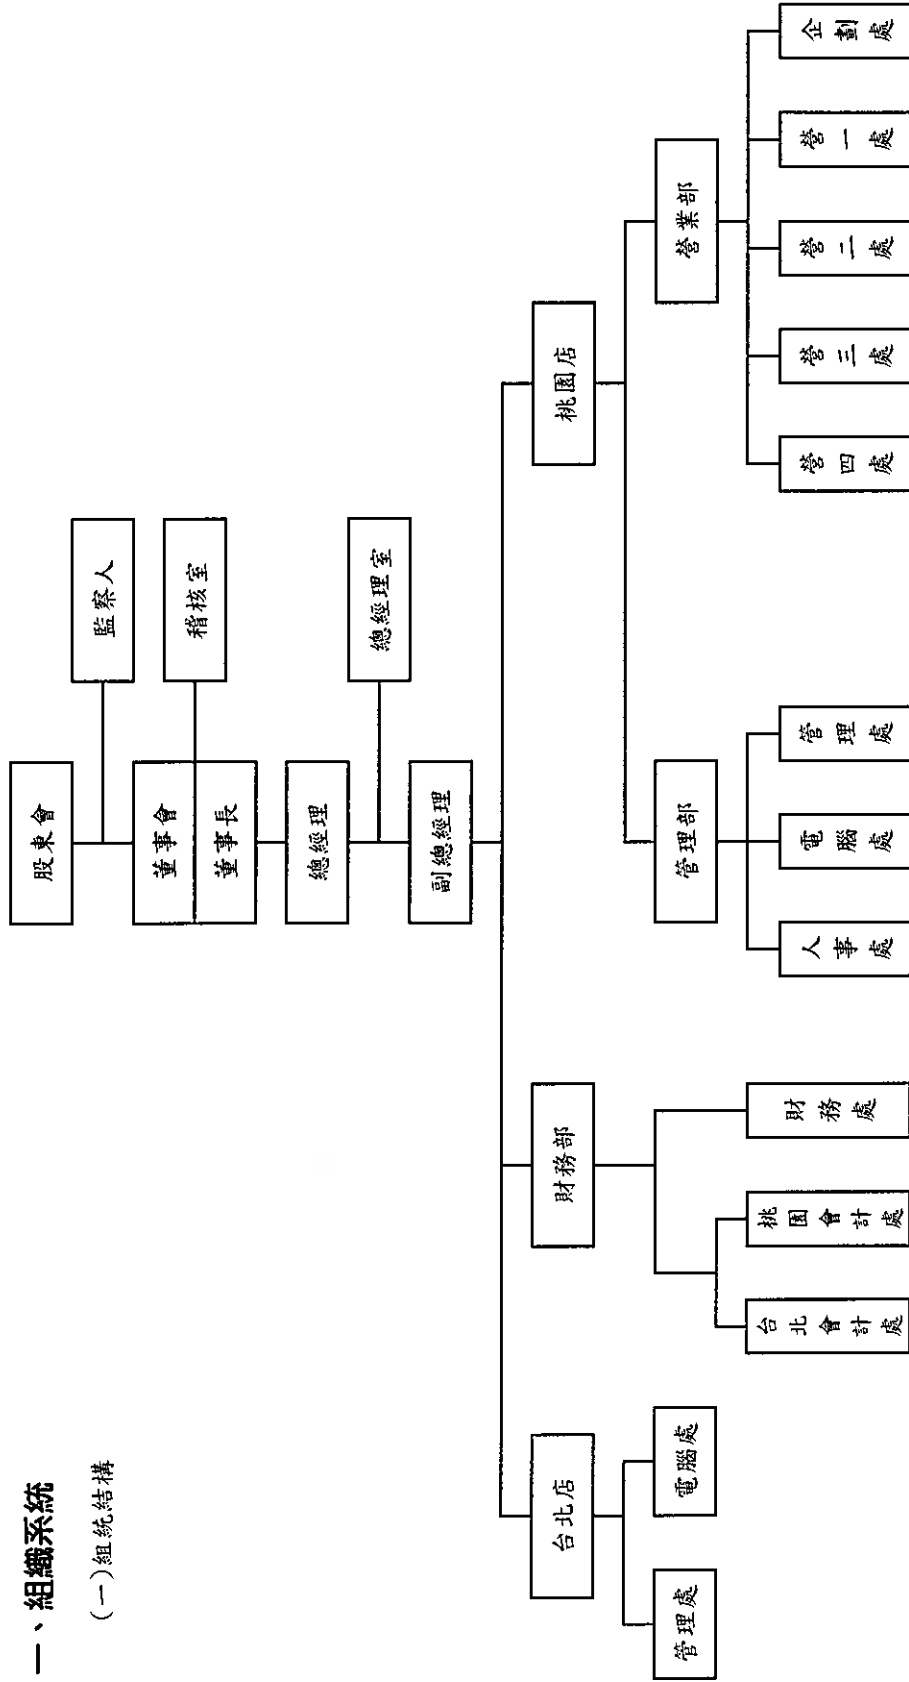 一、組織系統
(一)組統結構
股東會
監察人
董事會
稽核室
董事長
總經理
總經理室
副總經理
台北店
財務部
桃園店
管理處
電腦處
管理部
營業部
台北會計處
桃園會計處
財務處
人事處
電腦處
管理處
營四處
營三處
營二處
營一處
企劃處